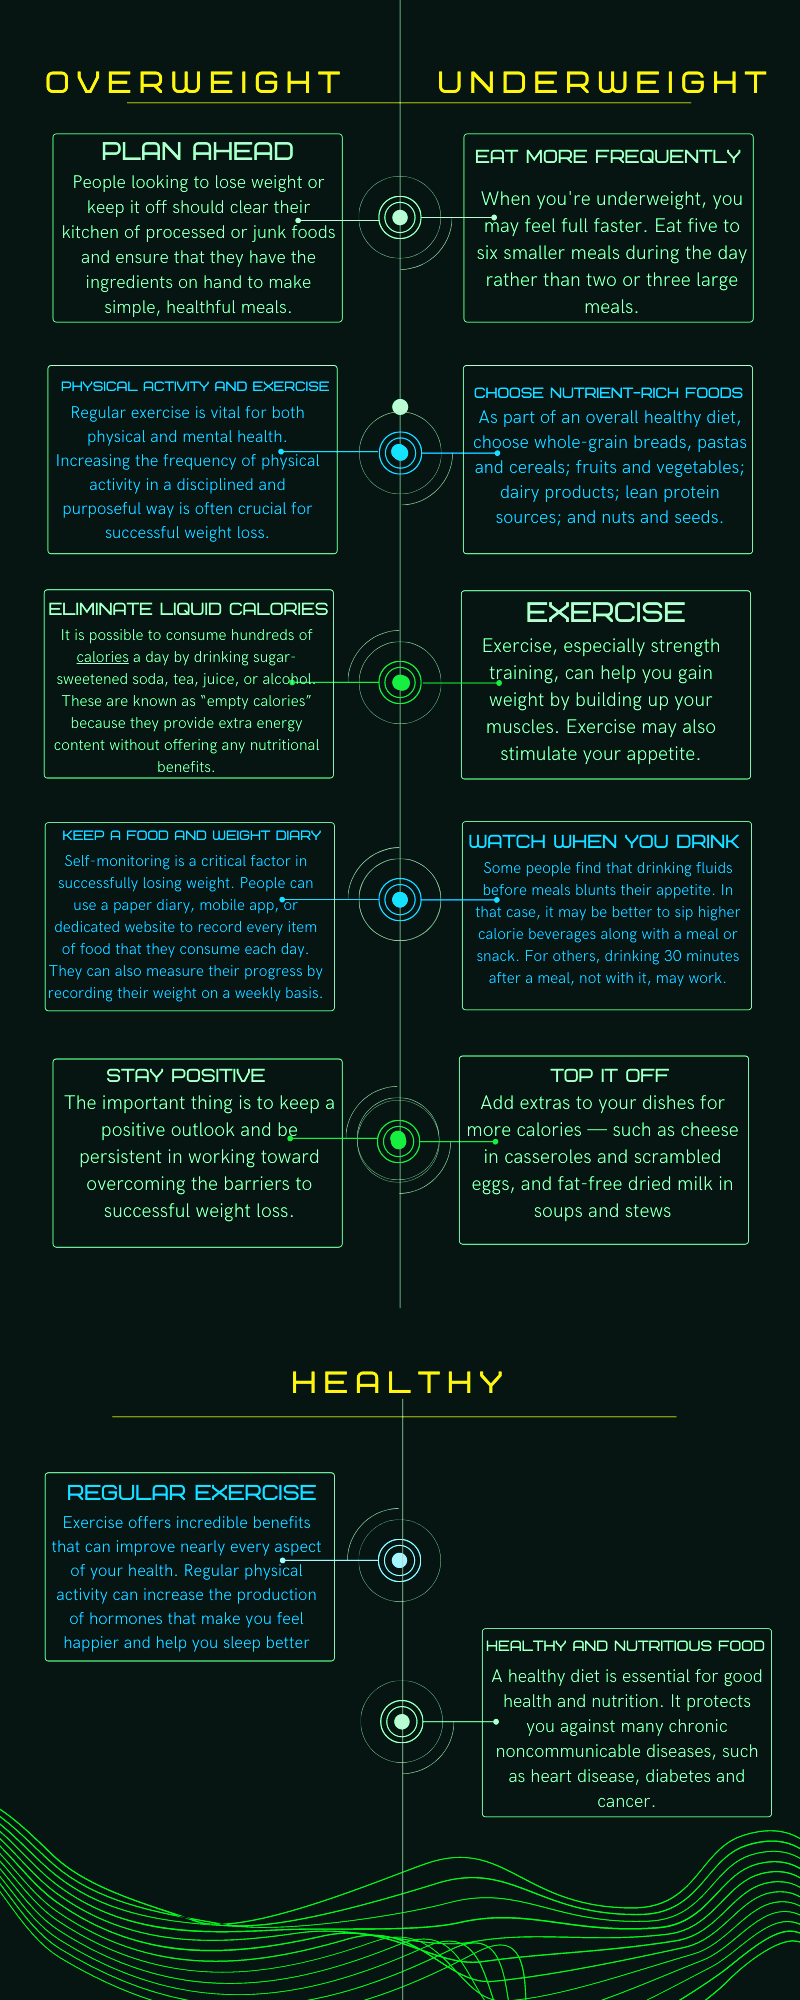 OVERWEIGHT
UNDERWEIGHT
PLAN AHEAD
People looking to lose weight or
keep it off should clear their
kitchen of processed or junk foods
and ensure that they have the
ingredients on hand to make
simple, healthful meals.
EAT MORE FREQUENTLY
When you're underweight, you
may feel full faster. Eat five to
six smaller meals during the day
rather than two or three large
meals.
PHYSICAL ACTIVITY AND EXERCISE
Regular exercise is vital for both
physical and mental health.
Increasing the frequency of physical
activity in a disciplined and
purposeful way is often crucial for
successful weight loss.
CHOOSE NUTRIENT-RICH FOODS
As part of an overall healthy diet,
choose whole-grain breads, pastas
and cereals; fruits and vegetables;
dairy products; lean protein
sources; and nuts and seeds.
ELIMINATE LIQUID CALORIES
It is possible to consume hundreds of
calories a day by drinking sugar-
sweetened soda, tea, juice, or alcohol.
These are known as “empty calories”
because they provide extra energy
content without offering any nutritional
benefits.
EXERCISE
Exercise, especially strength
training, can help you gain
weight by building up your
muscles. Exercise may also
stimulate your appetite.
KEEP A FOOD AND WEIGHT DIARY
Self-monitoring is a critical factor in
successfully losing weight. People can
use a paper diary, mobile app, or
dedicated website to record every item
of food that they consume each day.
They can also measure their progress by
recording their weight on a weekly basis.
WATCH WHEN YOU DRINK
Some people find that drinking fluids
before meals blunts their appetite. In
that case, it may be better to sip higher
calorie beverages along with a meal or
snack. For others, drinking 30 minutes
after a meal, not with it, may work.
STAY POSITIVE
The important thing is to keep a
positive outlook and be
persistent in working toward
overcoming the barriers to
successful weight loss.
TOP IT OFF
Add extras to your dishes for
more calories — such as cheese
in casseroles and scrambled
eggs, and fat-free dried milk in
soups and stews
HEALTHY
REGULAR EXERCISE
Exercise offers incredible benefits
that can improve nearly every aspect
of your health. Regular physical
activity can increase the production
of hormones that make you feel
happier and help you sleep better
HEALTHY AND NUTRITIOUS FOOD
A healthy diet is essential for good
health and nutrition. It protects
you against many chronic
noncommunicable diseases, such
as heart disease, diabetes and
cancer.